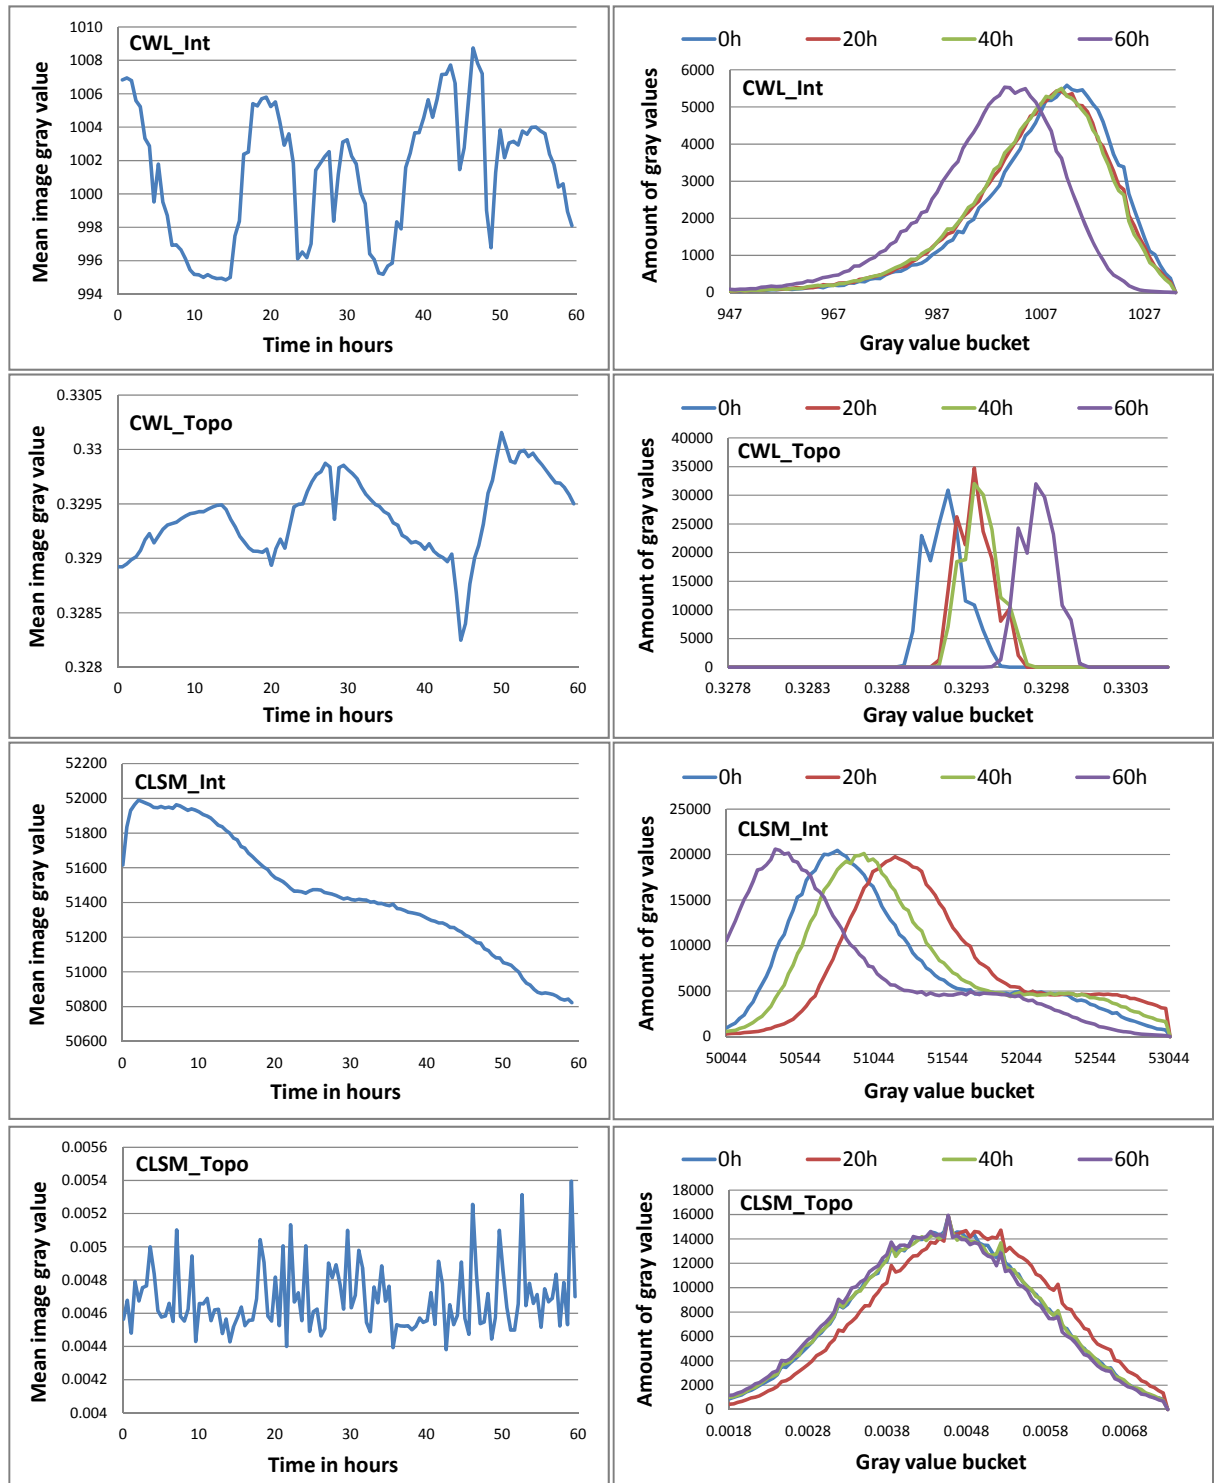 CWL_Int
Mean image gray value
1010
1008
1006
1004
1002
1000
998
996
994
0 10 20 30 40 50 60
Time in hours
0h 20h 40h 60h
CWL_Int
Amount of gray values
6000
5000
4000
3000
2000
1000
0
947 967 987 1007 1027
Gray value bucket
CWL_Topo
Mean image gray value
0.3305
0.33
0.3295
0.329
0.3285
0.328
0 10 20 30 40 50 60
Time in hours
0h 20h 40h 60h
CWL_Topo
Amount of gray values
40000
35000
30000
25000
20000
15000
10000
5000
0
0.3278 0.3283 0.3288 0.3293 0.3298 0.3303
Gray value bucket
CLSM_Int
Mean image gray value
52200
52000
51800
51600
51400
51200
51000
50800
50600
0 10 20 30 40 50 60
Time in hours
0h 20h 40h 60h
CLSM_Int
Amount of gray values
25000
20000
15000
10000
5000
0
50044 50544 51044 51544 52044 52544 53044
Gray value bucket
CLSM_Topo
Mean image gray value
0.0056
0.0054
0.0052
0.005
0.0048
0.0046
0.0044
0.0042
0.004
0 10 20 30 40 50 60
Time in hours
0h 20h 40h 60h
CLSM_Topo
Amount of gray values
18000
16000
14000
12000
10000
8000
6000
4000
2000
0
0.0018 0.0028 0.0038 0.0048 0.0058 0.0068
Gray value bucket